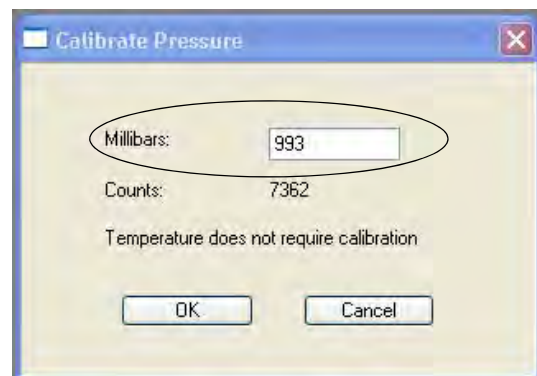 Calibrate Pressure
Millibars: 993
Counts: 7362
Temperature does not require calibration
OK Cancel